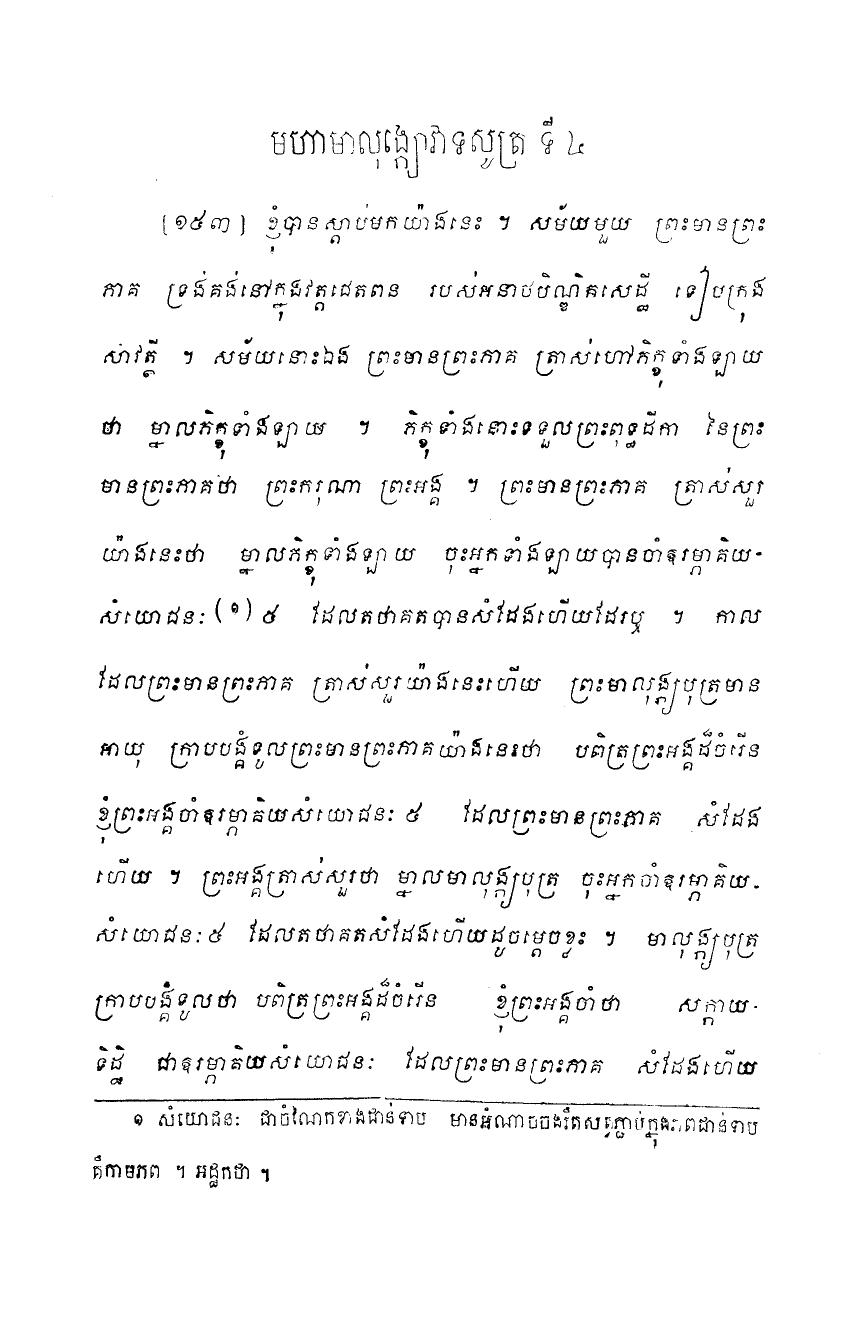 មហាមាលុង្ក្យោវាទសូត្រ ទី ៤
[១៥៣] ខ្ញុំបានស្តាប់មកយ៉ាងនេះ ។ សម័យមួយ ព្រះមានព្រះ
ភាគ ទ្រង់គង់នៅក្នុងវត្តជេតពន របស់អនាថបិណ្ឌិតសេដ្ឋី ទៀបក្រុង
សាវត្ថី ។ សម័យនោះឯង ព្រះមានព្រះភាគ ត្រាស់ហៅភិក្ខុទាំងឡាយ
ថា ម្នាលភិក្ខុទាំងឡាយ ។ ភិក្ខុទាំងនោះទទួលព្រះពុទ្ធដីកា នៃព្រះ
មានព្រះភាគថា ព្រះករុណា ព្រះអង្គ ។ ព្រះមានព្រះភាគ ត្រាស់សួរ
យ៉ាងនេះថា ម្នាលភិក្ខុទាំងឡាយ ចុះអ្នកទាំងឡាយបានចាំឱរម្ភាគិយ-
សំយោជនៈ (១) ៥ ដែលតថាគតបានសំដែងហើយដែរឬ ។ កាល
ដែលព្រះមានព្រះភាគ ត្រាស់សួរយ៉ាងនេះហើយ ព្រះមាលុង្ក្យបុត្រមាន
អាយុ ក្រាបបង្គំទូលព្រះមានព្រះភាគយ៉ាងនេះថា បពិត្រព្រះអង្គដ៏ចំរើន
ខ្ញុំព្រះអង្គចាំឱរម្ភាគិយសំយោជនៈ ៥ ដែលព្រះមានព្រះភាគ សំដែង
ហើយ ។ ព្រះអង្គត្រាស់សួរថា ម្នាលមាលុង្ក្យបុត្រ ចុះអ្នកចាំឱរម្ភាគិយ-
សំយោជនៈ ៥ ដែលតថាគតសំដែងហើយដូចម្តេចខ្លះ ។ មាលុង្ក្យបុត្រ
ក្រាបបង្គំទូលថា បពិត្រព្រះអង្គដ៏ចំរើន ខ្ញុំព្រះអង្គចាំថា សក្កាយ-
ទិដ្ឋិ ជាឱរម្ភាគិយសំយោជនៈ ដែលព្រះមានព្រះភាគ សំដែងហើយ
១ សំយោជនៈ ជាចំណែកខាងជាន់ទាប មានអំណាចចងរឹតសត្វភ្ជាប់ក្នុងភពជាន់ទាប
គឺកាមភព ។ អដ្ឋកថា ។